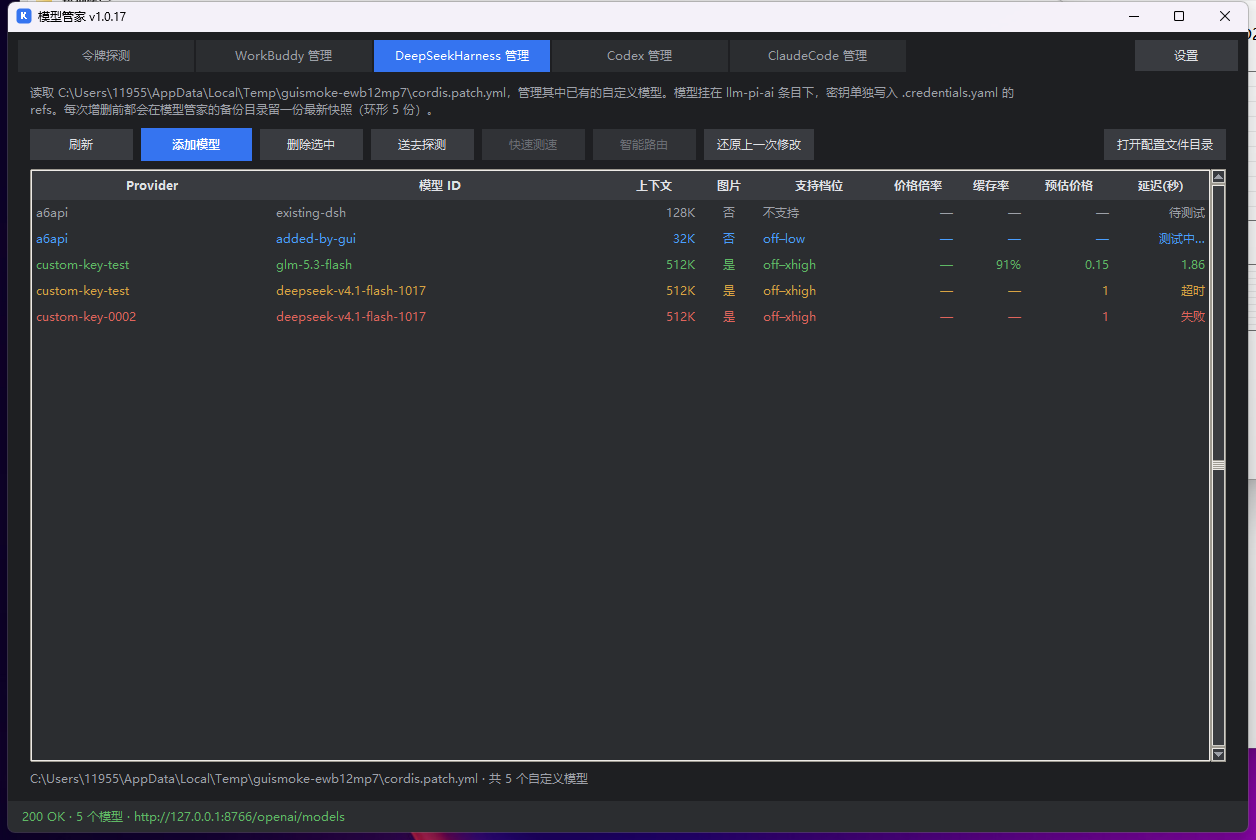 K 模型管家 v1.0.17
令牌探测 WorkBuddy 管理 DeepSeekHarness 管理 Codex 管理 ClaudeCode 管理 设置
读取 C:\Users\11955\AppData\Local\Temp\guismoke-ewb12mp7\cordis.patch.yml，管理其中已有的自定义模型。模型挂在 llm-pi-ai 条目下，密钥单独写入 .credentials.yaml 的
refs。每次增删前都会在模型管家的备份目录留一份最新快照（环形 5 份）。
刷新 添加模型 删除选中 送去探测 快速测速 智能路由 还原上一次修改 打开配置文件目录
Provider 模型 ID 上下文 图片 支持档位 价格倍率 缓存率 预估价格 延迟(秒)
a6api existing-dsh 128K 否 不支持 — — — 待测试
a6api added-by-gui 32K 否 off–low — — — 测试中...
custom-key-test glm-5.3-flash 512K 是 off–xhigh — 91% 0.15 1.86
custom-key-test deepseek-v4.1-flash-1017 512K 是 off–xhigh — — 1 超时
custom-key-0002 deepseek-v4.1-flash-1017 512K 是 off–xhigh — — 1 失败
C:\Users\11955\AppData\Local\Temp\guismoke-ewb12mp7\cordis.patch.yml · 共 5 个自定义模型
200 OK · 5 个模型 · http://127.0.0.1:8766/openai/models